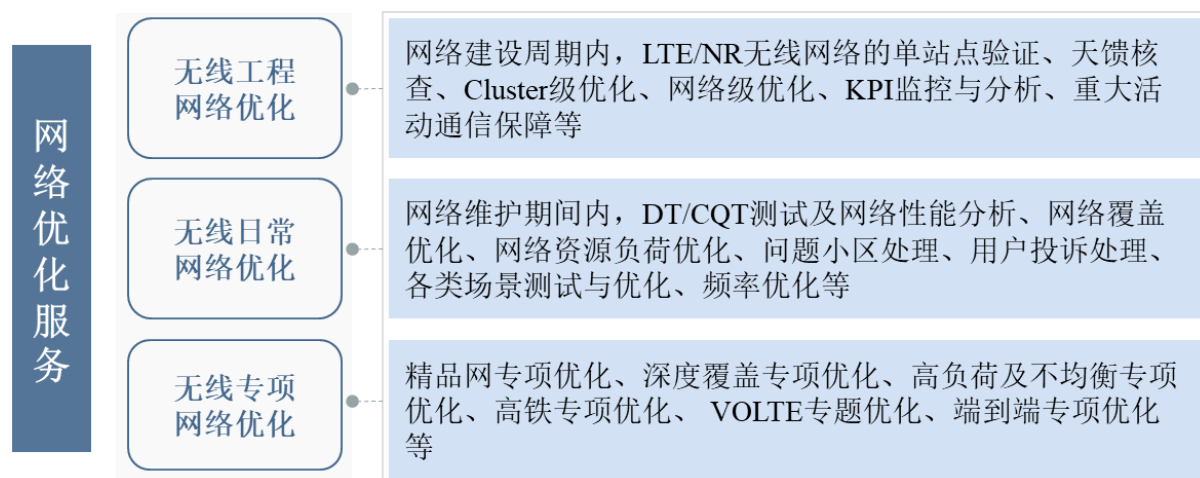 网络优化服务
无线工程
网络优化
网络建设周期内，LTE/NR无线网络的单站点验证、天馈核
查、Cluster级优化、网络级优化、KPI监控与分析、重大活
动通信保障等
无线日常
网络优化
网络维护期间内，DT/CQT测试及网络性能分析、网络覆盖
优化、网络资源负荷优化、问题小区处理、用户投诉处理、
各类场景测试与优化、频率优化等
无线专项
网络优化
精品网专项优化、深度覆盖专项优化、高负荷及不均衡专项
优化、高铁专项优化、 VOLTE专题优化、端到端专项优化
等